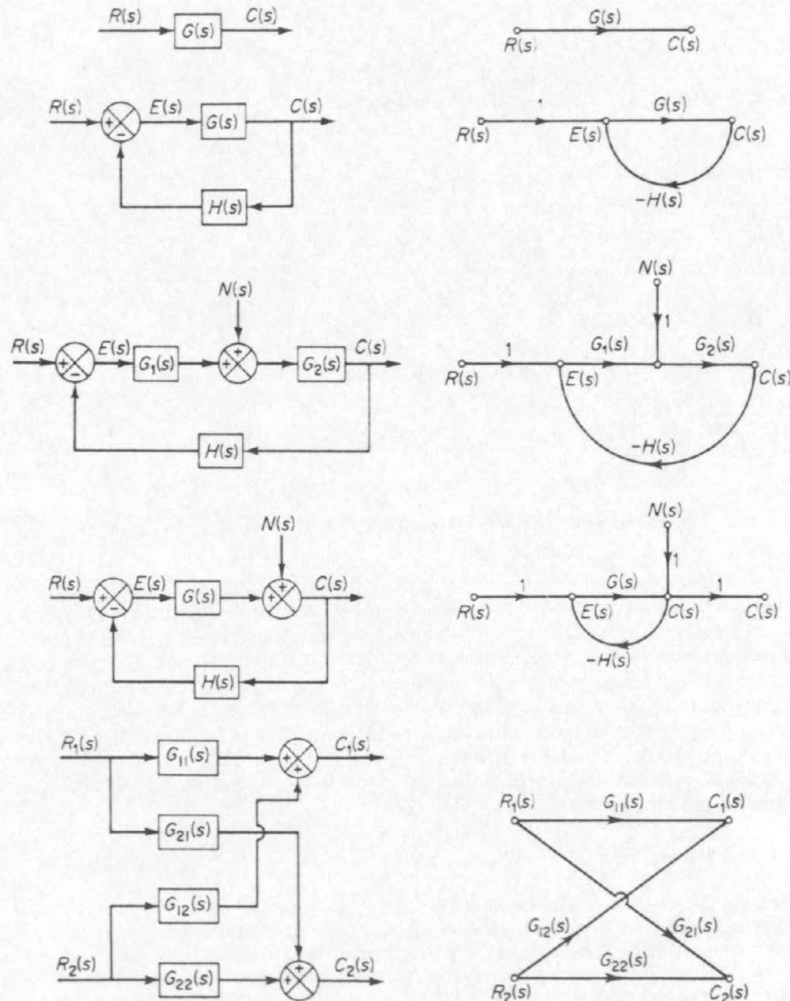 R(s) G(s) C(s)
G(s)
R(s) C(s)
R(s) + − E(s) G(s) C(s)
H(s)
1 G(s)
R(s) E(s) C(s)
−H(s)
N(s)
R(s) + − E(s) G₁(s) + + G₂(s) C(s)
H(s)
N(s)
1
1 G₁(s) G₂(s)
R(s) E(s) C(s)
−H(s)
N(s)
R(s) + − E(s) G(s) + + C(s)
H(s)
N(s)
1
1 G(s) 1
R(s) E(s) C(s) C(s)
−H(s)
R₁(s) G₁₁(s) + + C₁(s)
G₂₁(s)
G₁₂(s)
R₂(s) G₂₂(s) + + C₂(s)
R₁(s) G₁₁(s) C₁(s)
G₁₂(s) G₂₁(s)
G₂₂(s)
R₂(s) C₂(s)